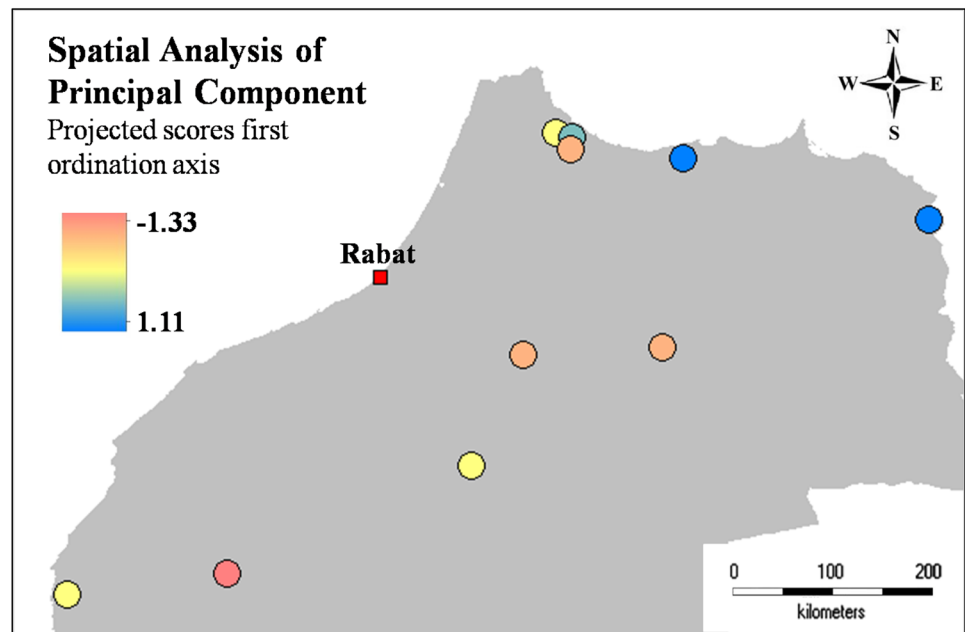 Spatial Analysis of
Principal Component
Projected scores first
ordination axis
-1.33
1.11
Rabat
N
W E
S
0 100 200
kilometers